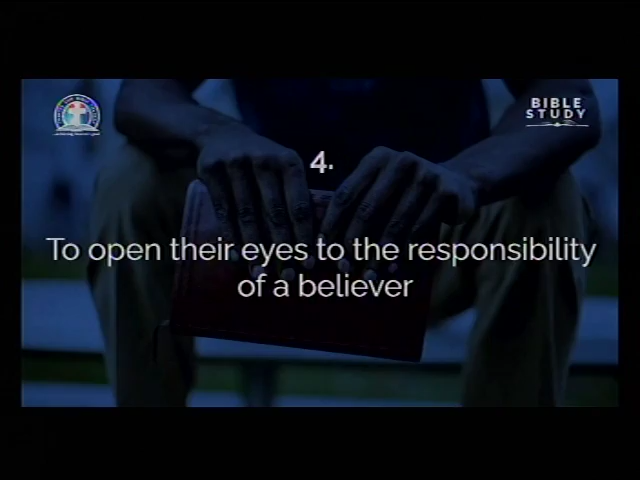 BIBLE
STUDY
4.
To open their eyes to the responsibility
of a believer